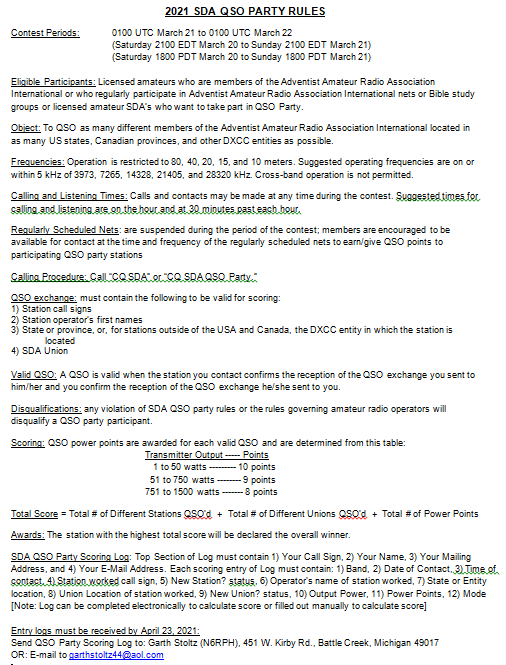 2021 SDA QSO PARTY RULES
Contest Periods: 0100 UTC March 21 to 0100 UTC March 22
(Saturday 2100 EDT March 20 to Sunday 2100 EDT March 21)
(Saturday 1800 PDT March 20 to Sunday 1800 PDT March 21)
Eligible Participants: Licensed amateurs who are members of the Adventist Amateur Radio Association
International or who regularly participate in Adventist Amateur Radio Association International nets or Bible study
groups or licensed amateur SDA's who want to take part in QSO Party.
Object: To QSO as many different members of the Adventist Amateur Radio Association International located in
as many US states, Canadian provinces, and other DXCC entities as possible.
Frequencies: Operation is restricted to 80, 40, 20, 15, and 10 meters. Suggested operating frequencies are on or
within 5 kHz of 3973, 7265, 14328, 21405, and 28320 kHz. Cross-band operation is not permitted.
Calling and Listening Times: Calls and contacts may be made at any time during the contest. Suggested times for
calling and listening are on the hour and at 30 minutes past each hour.
Regularly Scheduled Nets: are suspended during the period of the contest; members are encouraged to be
available for contact at the time and frequency of the regularly scheduled nets to earn/give QSO points to
participating QSO party stations
Calling Procedure: Call "CQ SDA" or "CQ SDA QSO Party."
QSO exchange: must contain the following to be valid for scoring:
1) Station call signs
2) Station operator's first names
3) State or province, or, for stations outside of the USA and Canada, the DXCC entity in which the station is
located
4) SDA Union
Valid QSO: A QSO is valid when the station you contact confirms the reception of the QSO exchange you sent to
him/her and you confirm the reception of the QSO exchange he/she sent to you.
Disqualifications: any violation of SDA QSO party rules or the rules governing amateur radio operators will
disqualify a QSO party participant.
Scoring: QSO power points are awarded for each valid QSO and are determined from this table:
Transmitter Output ----- Points
1 to 50 watts --------- 10 points
51 to 750 watts -------- 9 points
751 to 1500 watts ------- 8 points
Total Score = Total # of Different Stations QSO'd + Total # of Different Unions QSO'd + Total # of Power Points
Awards: The station with the highest total score will be declared the overall winner.
SDA QSO Party Scoring Log: Top Section of Log must contain 1) Your Call Sign, 2) Your Name, 3) Your Mailing
Address, and 4) Your E-Mail Address. Each scoring entry of Log must contain: 1) Band, 2) Date of Contact, 3) Time of
contact, 4) Station worked call sign, 5) New Station? status, 6) Operator's name of station worked, 7) State or Entity
location, 8) Union Location of station worked, 9) New Union? status, 10) Output Power, 11) Power Points, 12) Mode
[Note: Log can be completed electronically to calculate score or filled out manually to calculate score]
Entry logs must be received by April 23, 2021:
Send QSO Party Scoring Log to: Garth Stoltz (N6RPH), 451 W. Kirby Rd., Battle Creek, Michigan 49017
OR: E-mail to garthstoltz44@aol.com